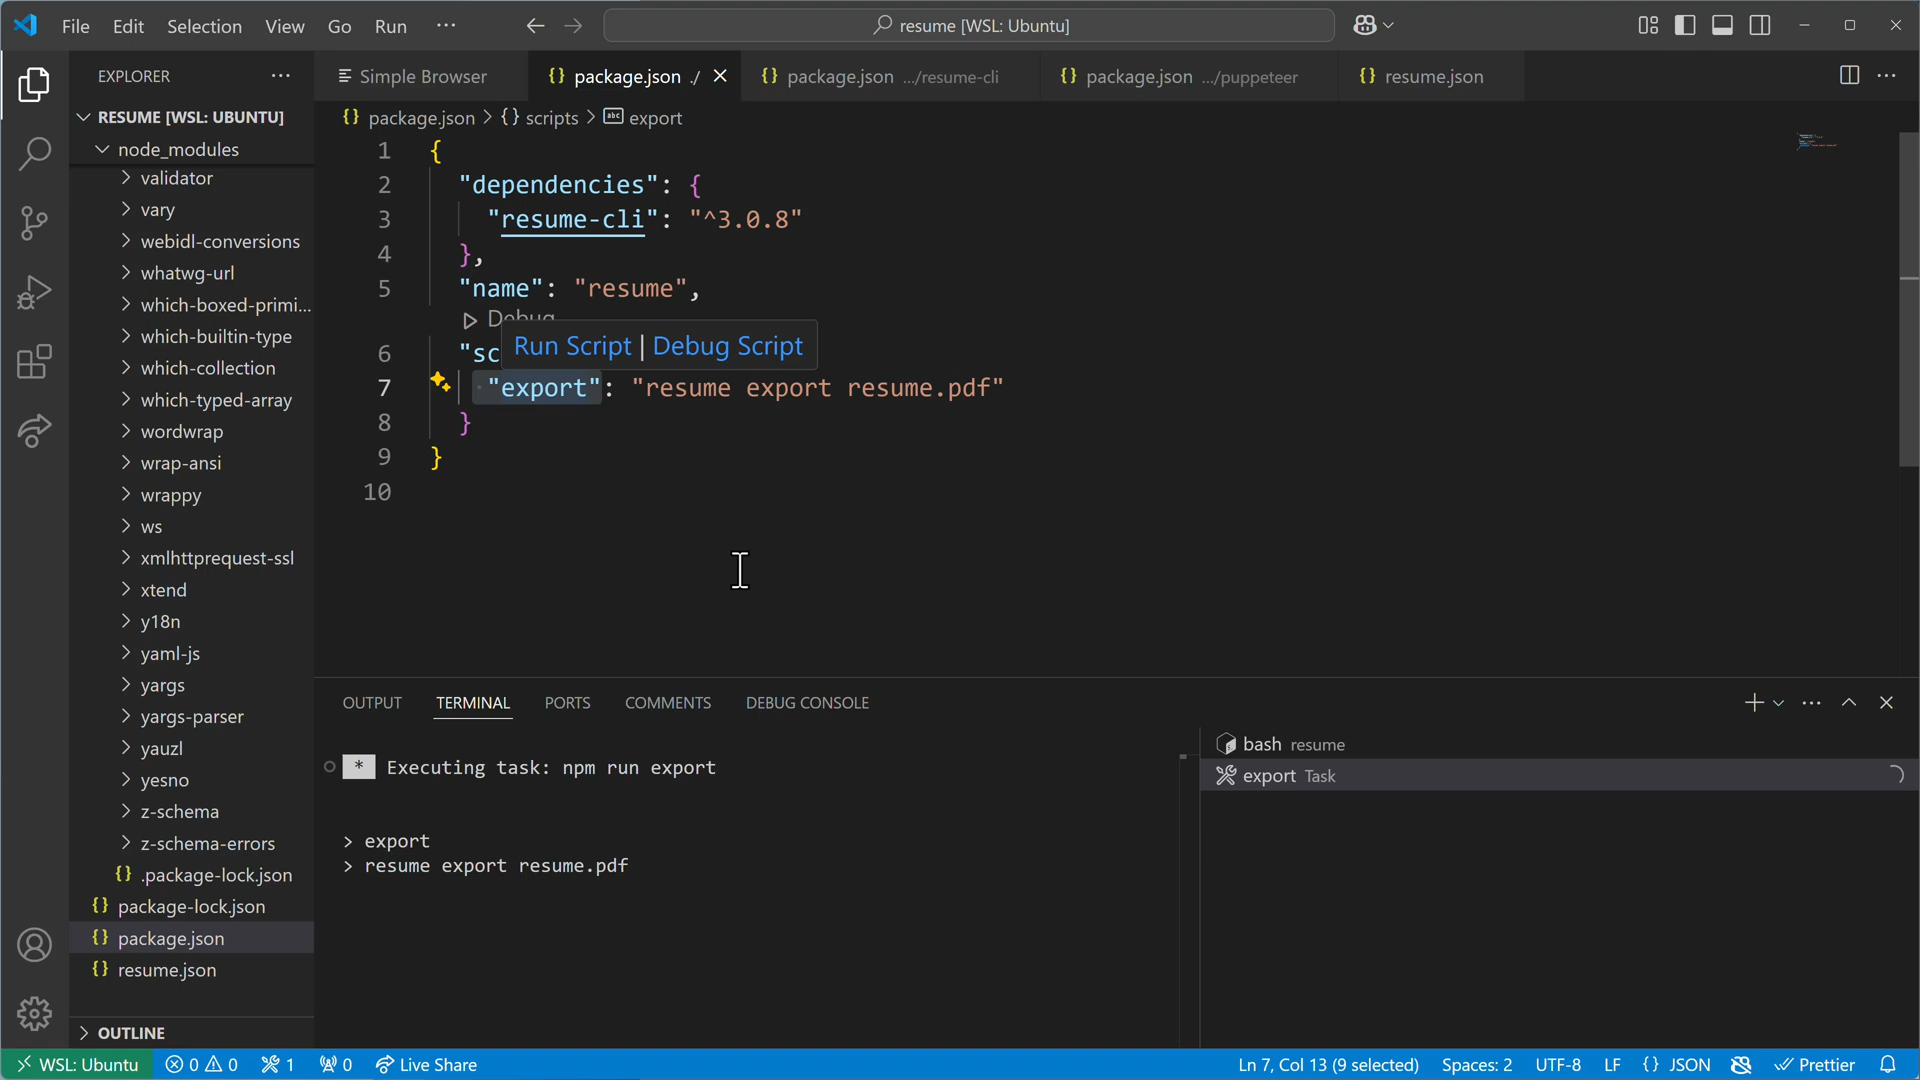 File Edit Selection View Go Run ··· resume [WSL: Ubuntu]
EXPLORER ···
Simple Browser package.json ./ package.json .../resume-cli package.json .../puppeteer resume.json
RESUME [WSL: UBUNTU]
node_modules
validator
vary
webidl-conversions
whatwg-url
which-boxed-primi...
which-builtin-type
which-collection
which-typed-array
wordwrap
wrap-ansi
wrappy
ws
xmlhttprequest-ssl
xtend
y18n
yaml-js
yargs
yargs-parser
yauzl
yesno
z-schema
z-schema-errors
{} .package-lock.json
{} package-lock.json
{} package.json
{} resume.json
OUTLINE
{} package.json > {} scripts > abc export
1 {
2 "dependencies": {
3 "resume-cli": "^3.0.8"
4 },
5 "name": "resume",
Debug
Run Script | Debug Script
6 "sc
7 "export": "resume export resume.pdf"
8 }
9 }
10
OUTPUT TERMINAL PORTS COMMENTS DEBUG CONSOLE
* Executing task: npm run export
> export
> resume export resume.pdf
bash resume
export Task
WSL: Ubuntu 0 0 1 0 Live Share Ln 7, Col 13 (9 selected) Spaces: 2 UTF-8 LF {} JSON Prettier